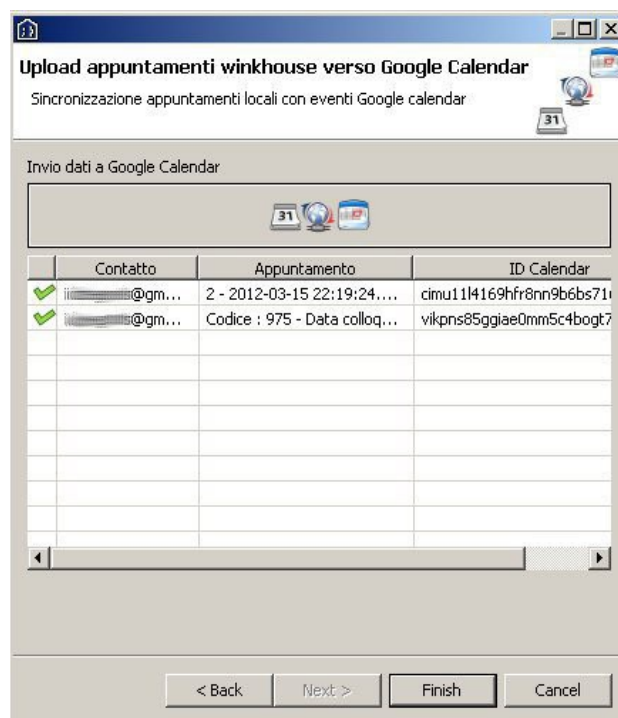 Upload appuntamenti winkhouse verso Google Calendar
Sincronizzazione appuntamenti locali con eventi Google calendar
31
Invio dati a Google Calendar
31
Contatto Appuntamento ID Calendar
@gm... 2 - 2012-03-15 22:19:24....
@gm... Codice : 975 - Data colloq... vikpns85ggiae0mm5c4bogt7
< Back Next > Finish Cancel